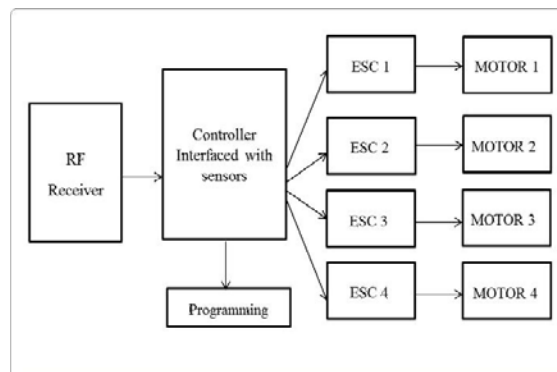 RF
Receiver
Controller
Interfaced with
sensors
Programming
ESC 1
MOTOR 1
ESC 2
MOTOR 2
ESC 3
MOTOR 3
ESC 4
MOTOR 4